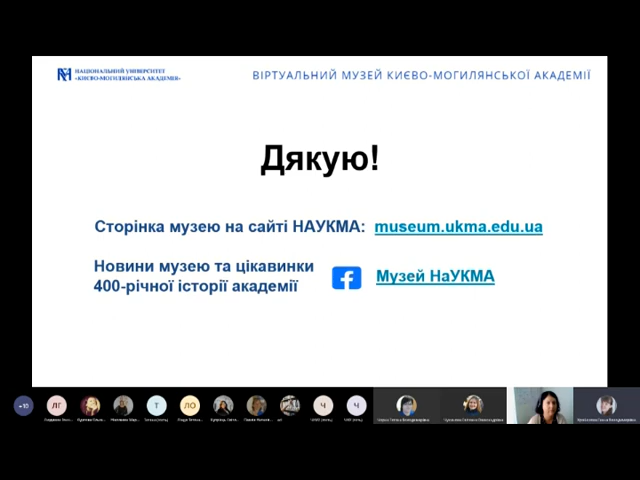 НАЦІОНАЛЬНИЙ УНІВЕРСИТЕТ
«КИЄВО-МОГИЛЯНСЬКА АКАДЕМІЯ»
ВІРТУАЛЬНИЙ МУЗЕЙ КИЄВО-МОГИЛЯНСЬКОЇ АКАДЕМІЇ
Дякую!
Сторінка музею на сайті НАУКМА: museum.ukma.edu.ua
Новини музею та цікавинки
400-річної історії академії
Музей НаУКМА
+10
ЛГ
Т
ЛО
Ч
Ч